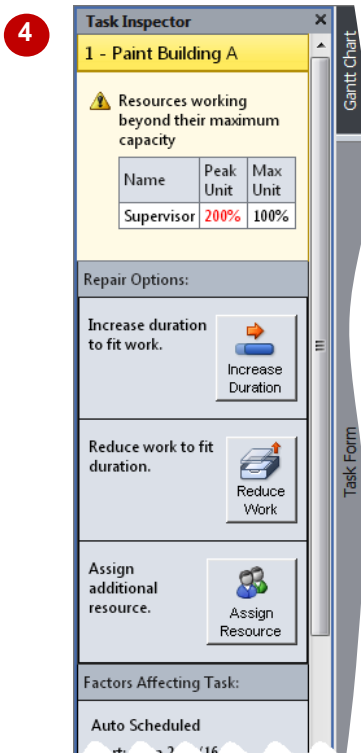 4
Task Inspector
1 - Paint Building A
Resources working
beyond their maximum
capacity
Name Peak Unit Max Unit
Supervisor 200% 100%
Repair Options:
Increase duration
to fit work.
Increase
Duration
Reduce work to fit
duration.
Reduce
Work
Assign
additional
resource.
Assign
Resource
Factors Affecting Task:
Auto Scheduled
Gantt Chart
Task Form